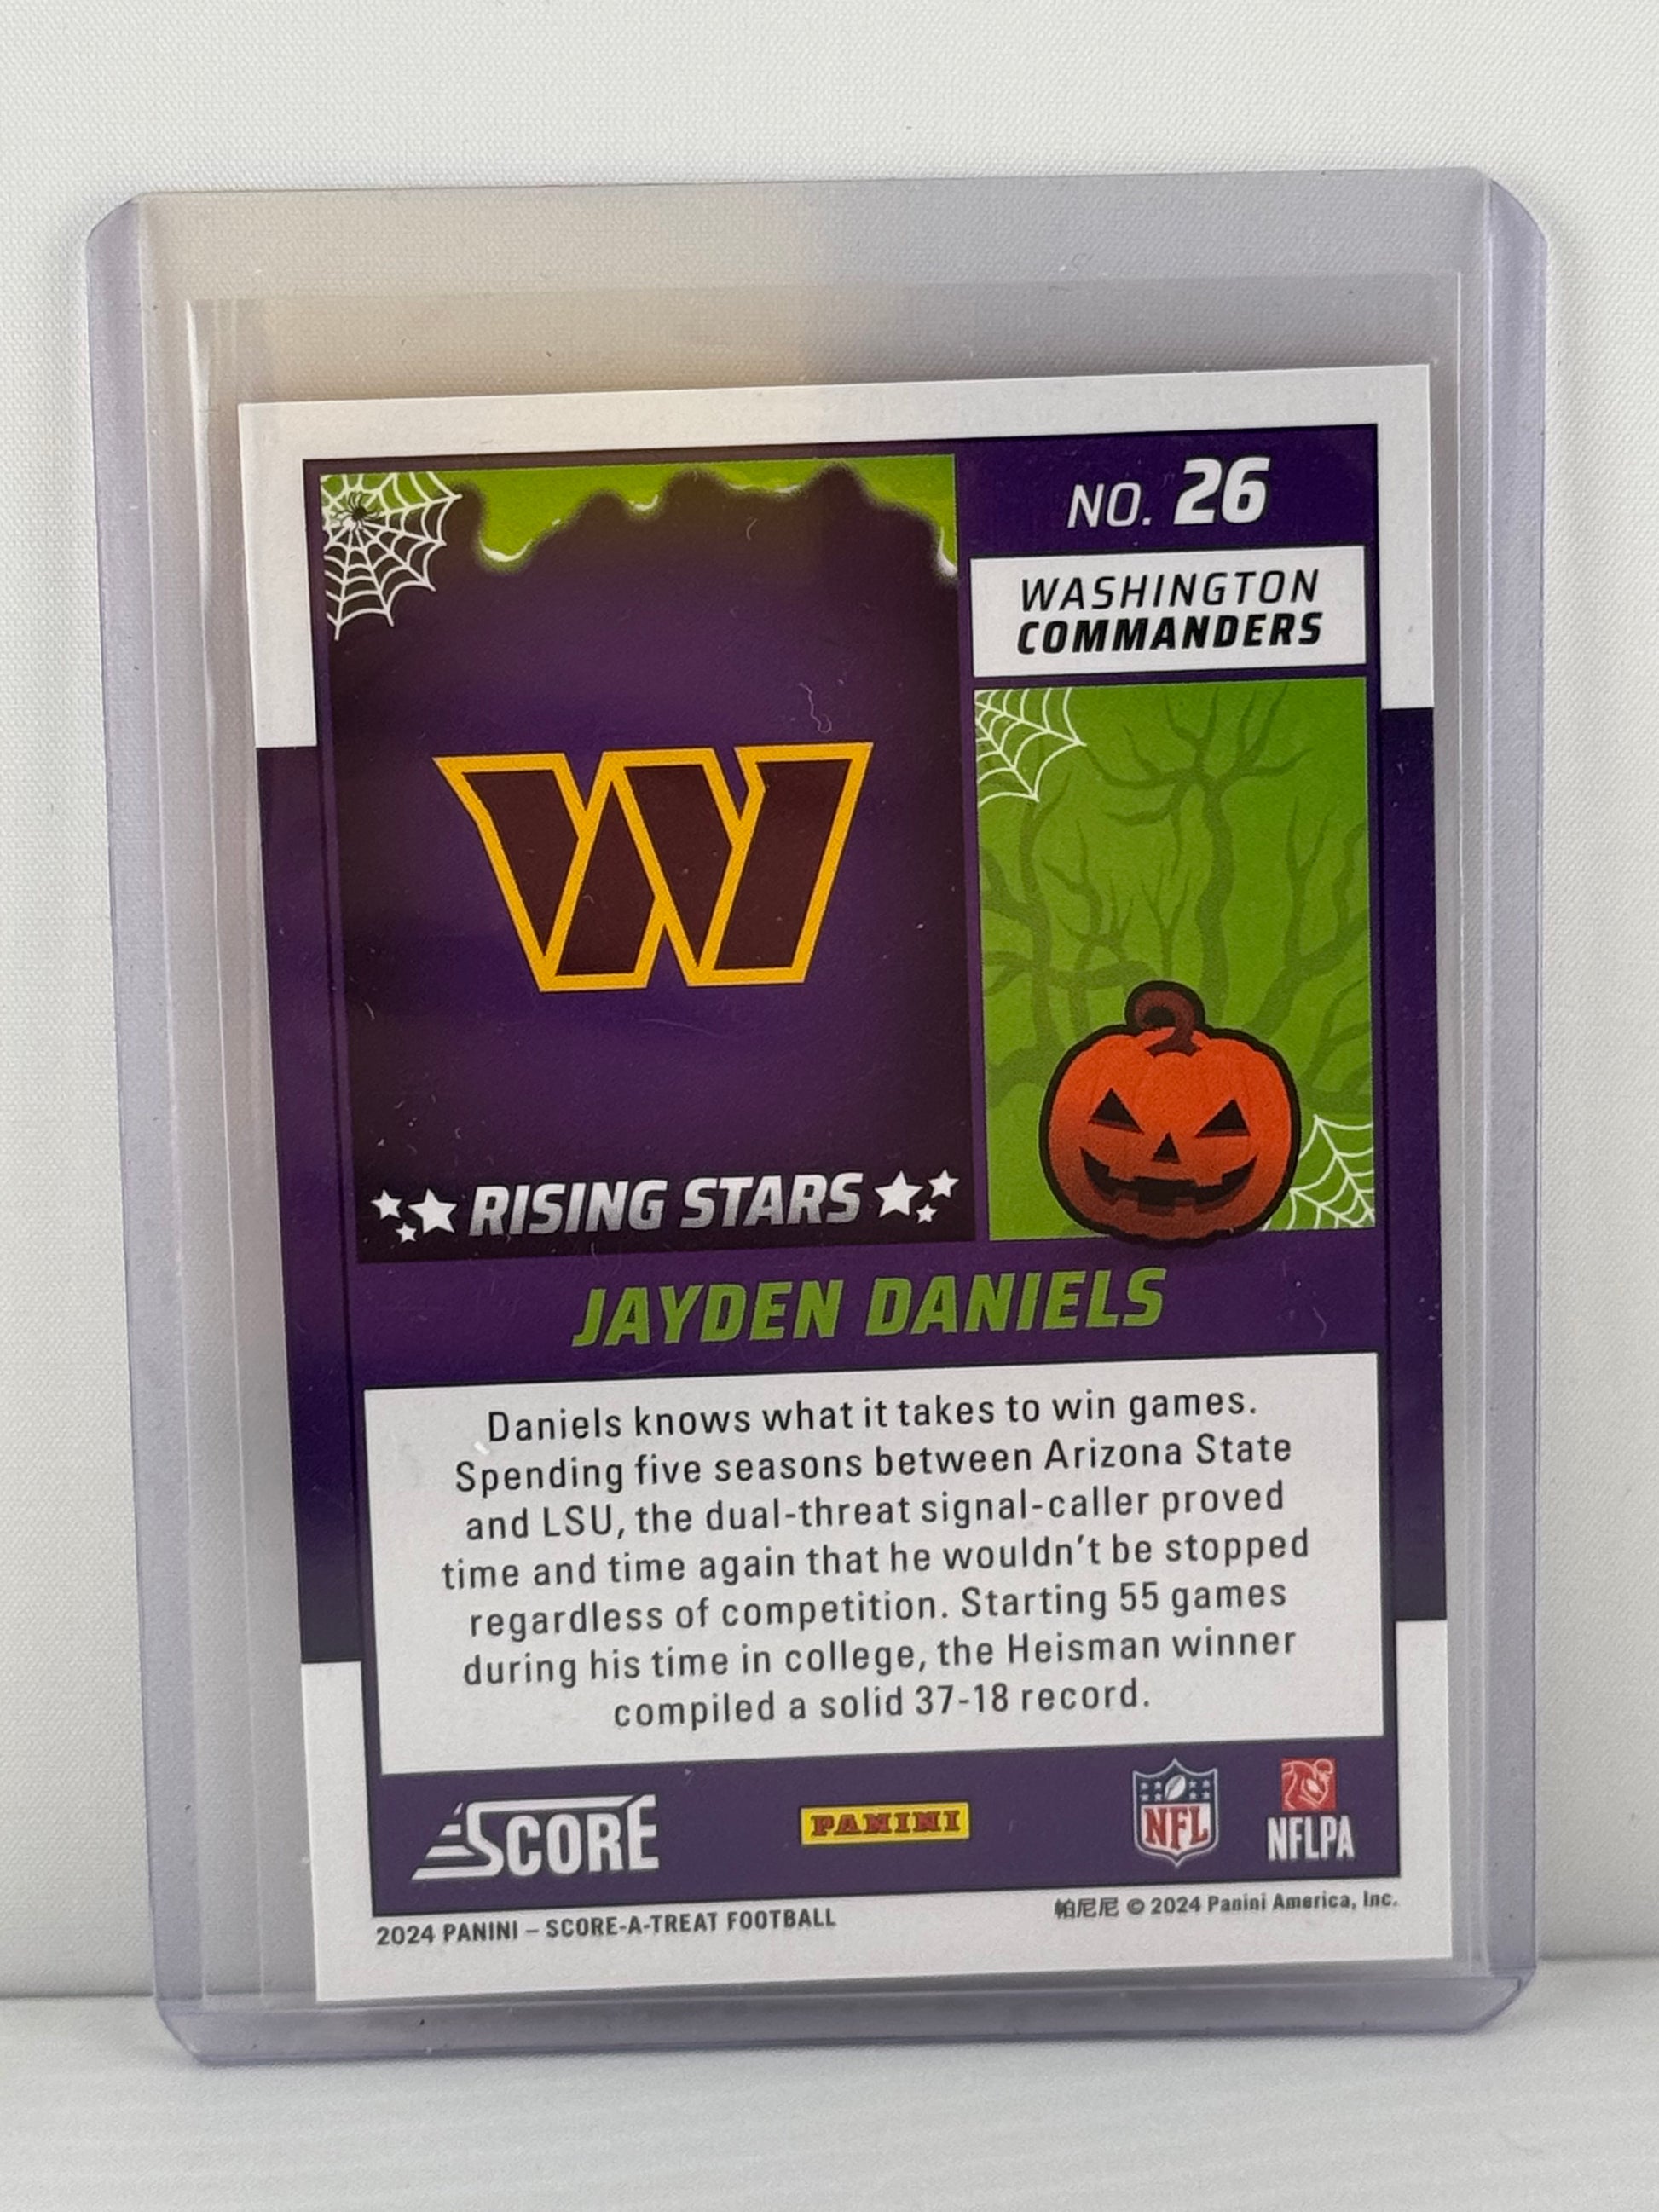 NO. 26
WASHINGTON
COMMANDERS
W
RISING STARS
JAYDEN DANIELS
Daniels knows what it takes to win games.
Spending five seasons between Arizona State
and LSU, the dual-threat signal-caller proved
time and time again that he wouldn't be stopped
regardless of competition. Starting 55 games
during his time in college, the Heisman winner
compiled a solid 37-18 record.
SCORE
PANINI
NFL
NFLPA
2024 PANINI – SCORE-A-TREAT FOOTBALL
帕尼尼 © 2024 Panini America, Inc.